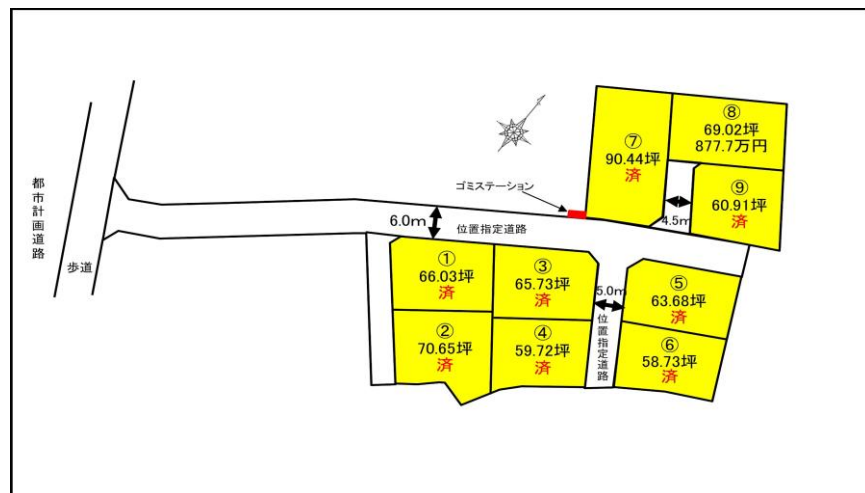 ⑧
69.02坪
877.7万円
⑦
90.44坪
済
⑨
60.91坪
済
4.5m
ゴミステーション
都市計画道路
歩道
6.0m
位置指定道路
①
66.03坪
済
③
65.73坪
済
5.0m
位置指定道路
⑤
63.68坪
済
②
70.65坪
済
④
59.72坪
済
⑥
58.73坪
済